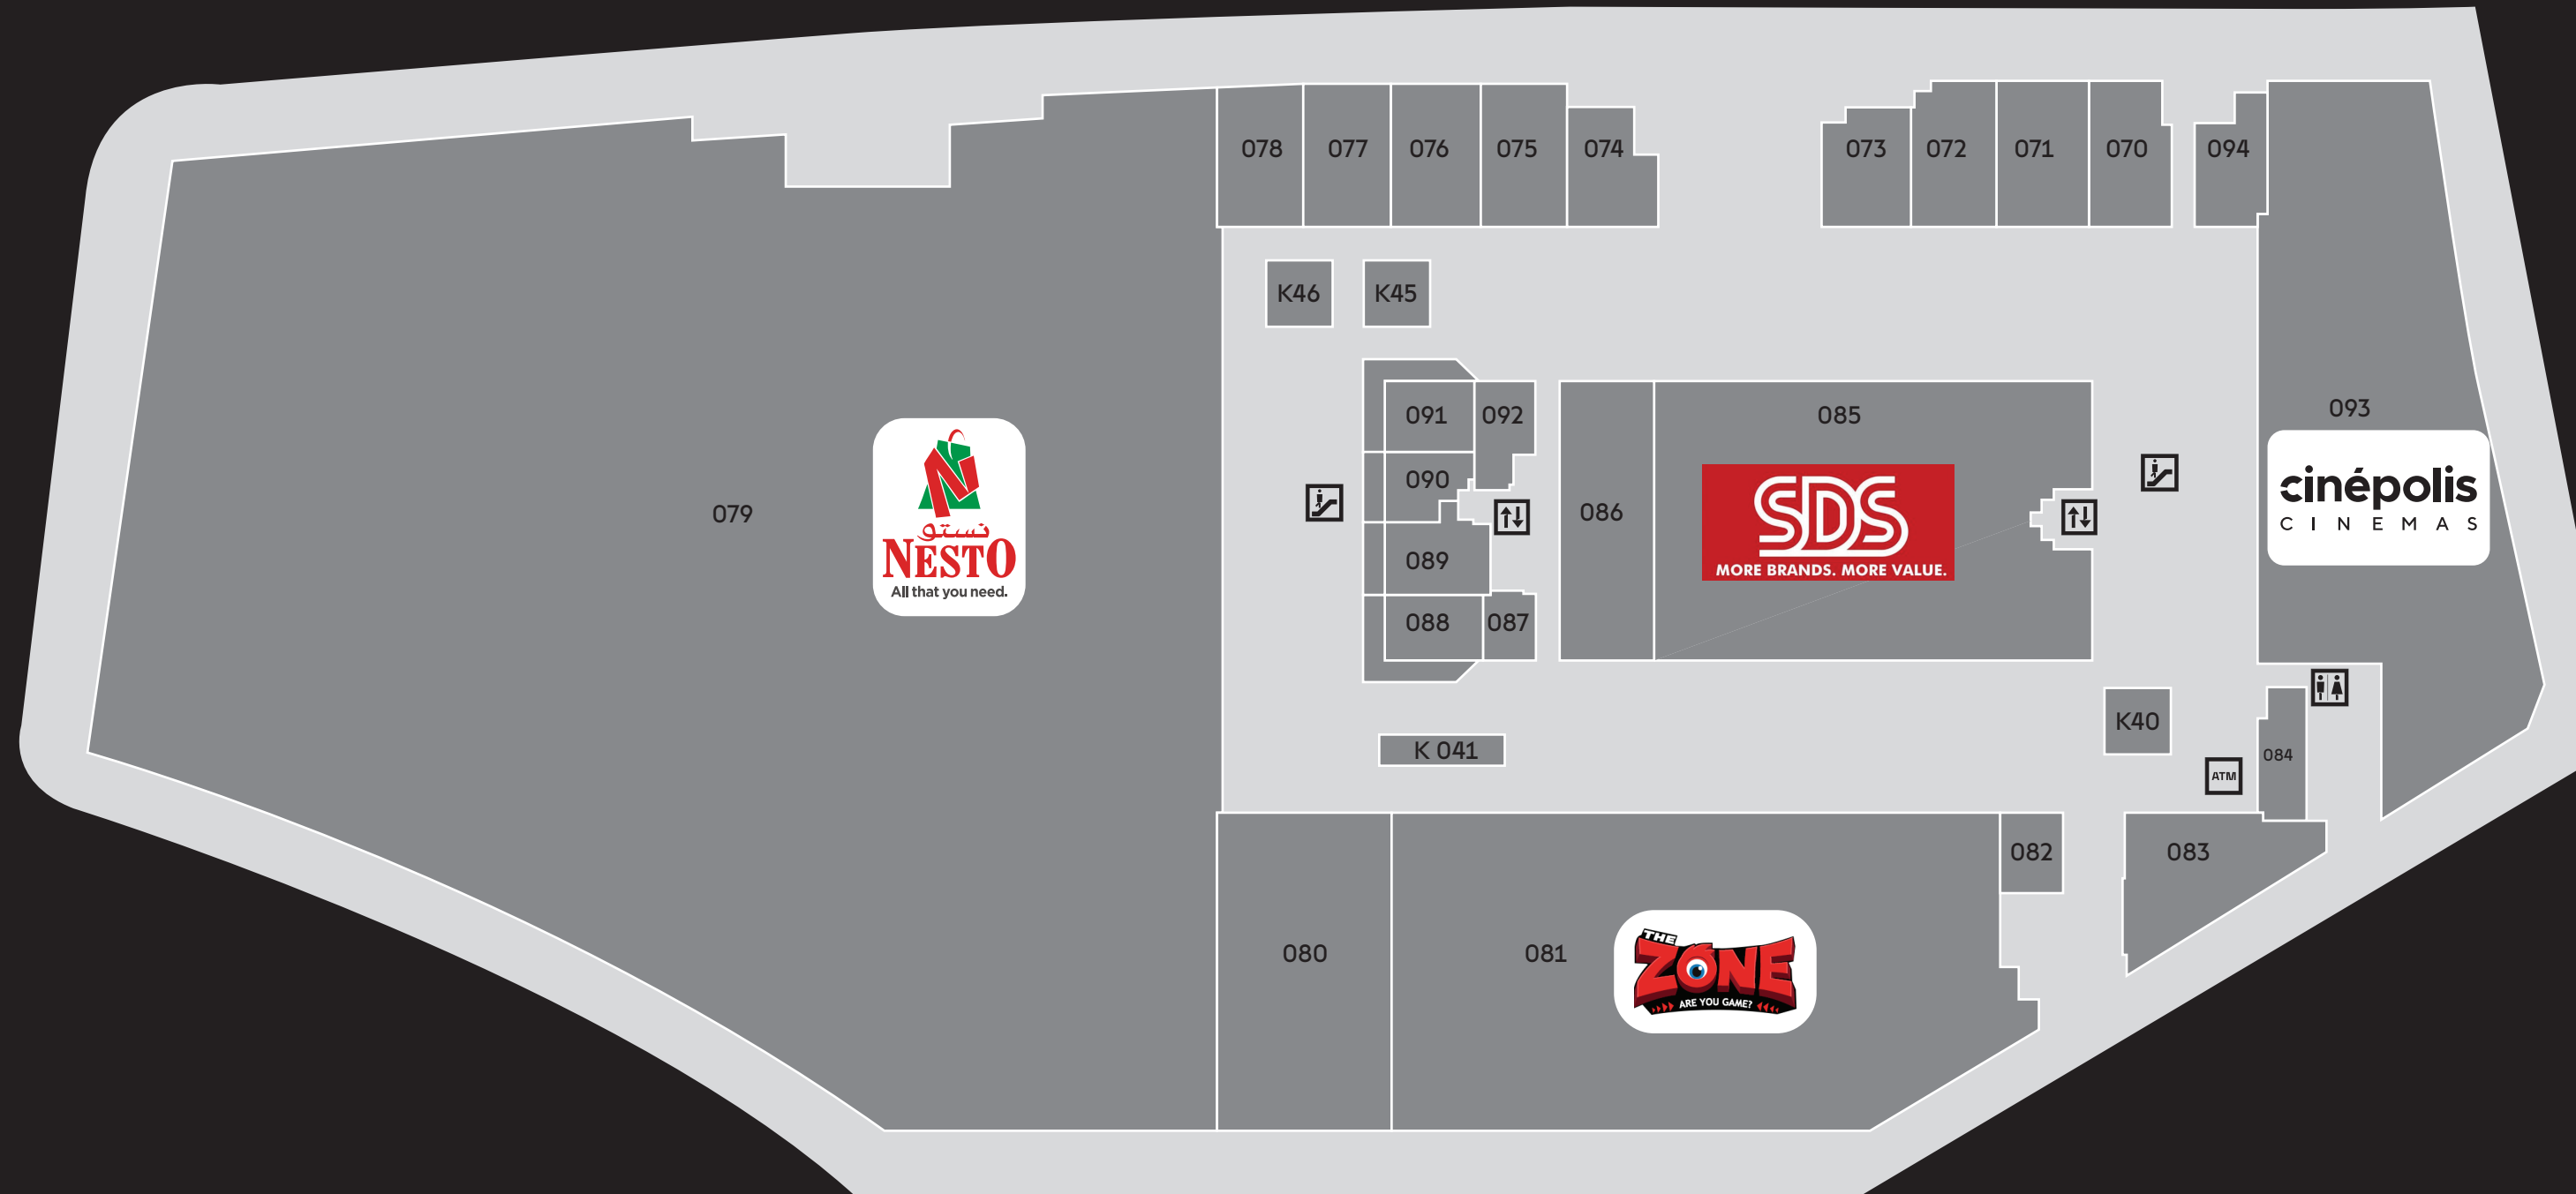 078
077
076
075
074
073
072
071
070
094
K46
K45
091
092
085
093
090
086
079
نستو
NESTO
All that you need.
SDS
MORE BRANDS. MORE VALUE.
cinépolis
CINEMAS
089
088
087
K40
K 041
084
ATM
082
083
080
081
THE
ZONE
ARE YOU GAME?